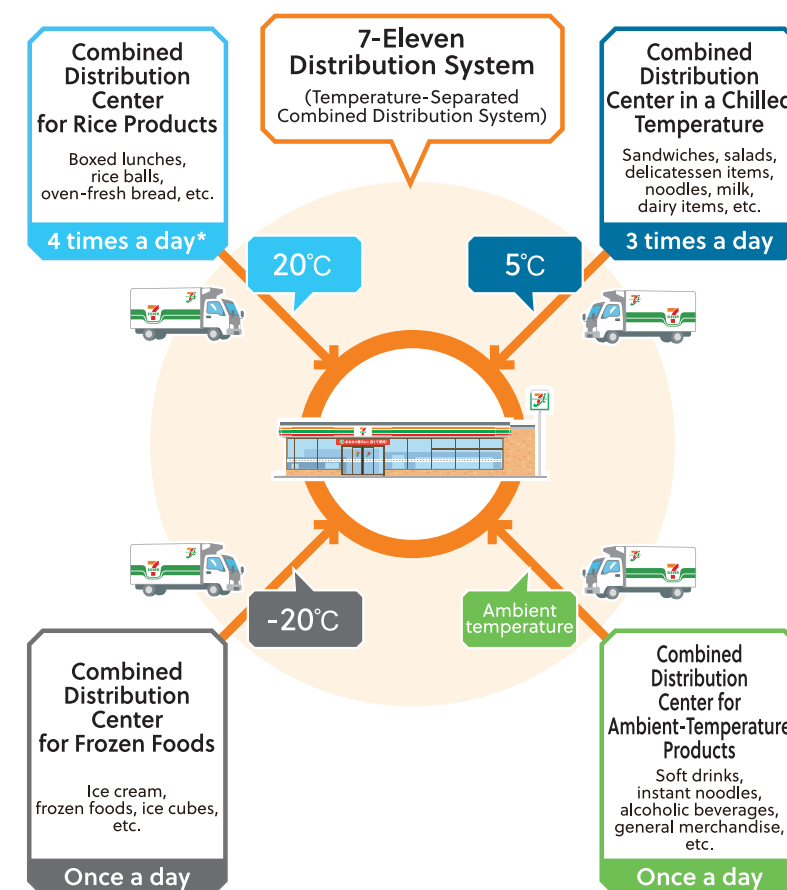 7-Eleven
Distribution System
(Temperature-Separated
Combined Distribution System)
Combined
Distribution
Center
for Rice Products
Boxed lunches,
rice balls,
oven-fresh bread, etc.
4 times a day*
20℃
Combined
Distribution
Center in a Chilled
Temperature
Sandwiches, salads,
delicatessen items,
noodles, milk,
dairy items, etc.
3 times a day
5℃
Combined
Distribution
Center
for Frozen Foods
Ice cream,
frozen foods, ice cubes,
etc.
Once a day
-20℃
Combined
Distribution
Center for
Ambient-Temperature
Products
Soft drinks,
instant noodles,
alcoholic beverages,
general merchandise,
etc.
Once a day
Ambient
temperature